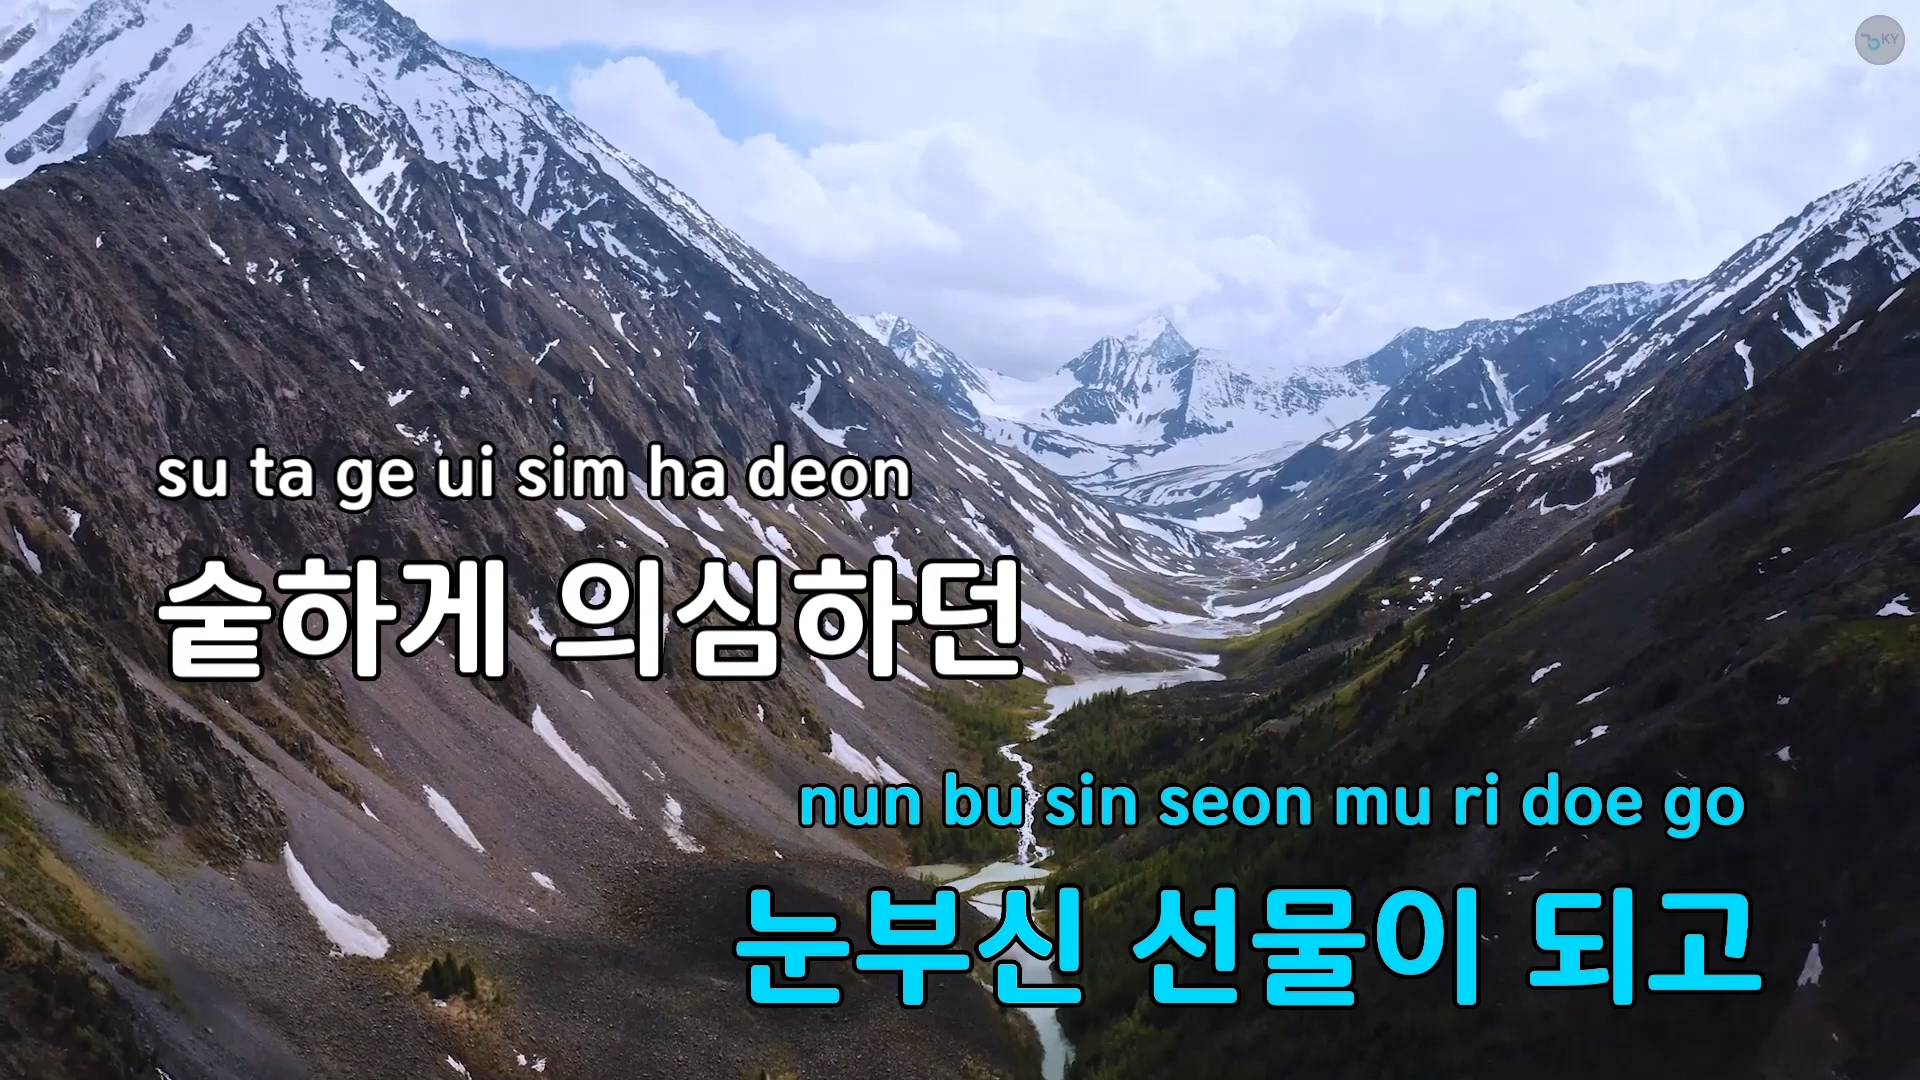 KY
su ta ge ui sim ha deon
숱하게 의심하던
nun bu sin seon mu ri doe go
눈부신 선물이 되고